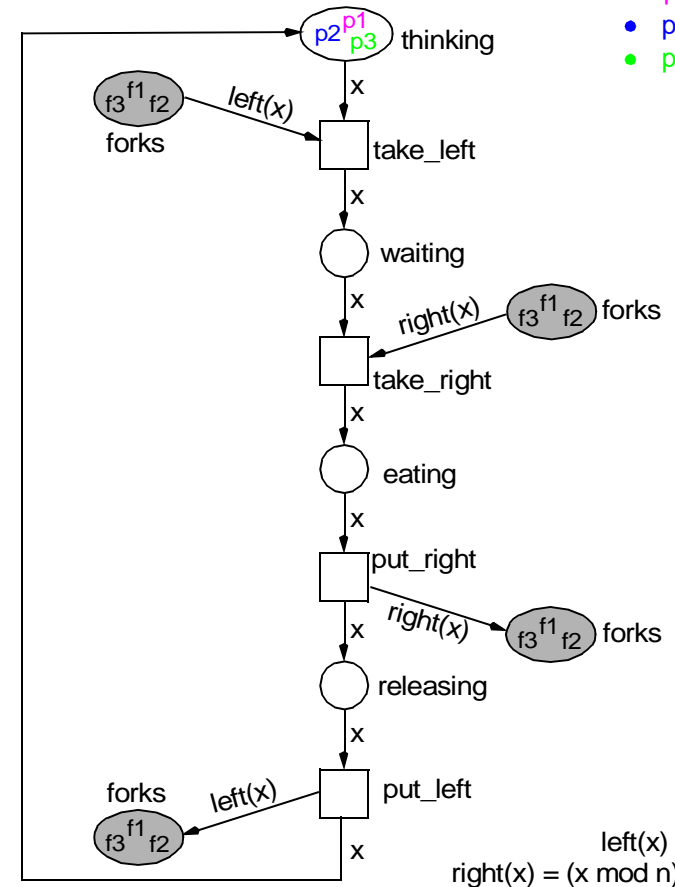 p1
p2 p3 thinking
• p
• p
x
f3 f1 f2
left(x)
forks
take_left
x
waiting
x
right(x)
f3 f1 f2 forks
take_right
x
eating
x
put_right
right(x)
f3 f1 f2 forks
x
releasing
x
forks
left(x)
put_left
f3 f1 f2
x
left(x)
right(x) = (x mod n)